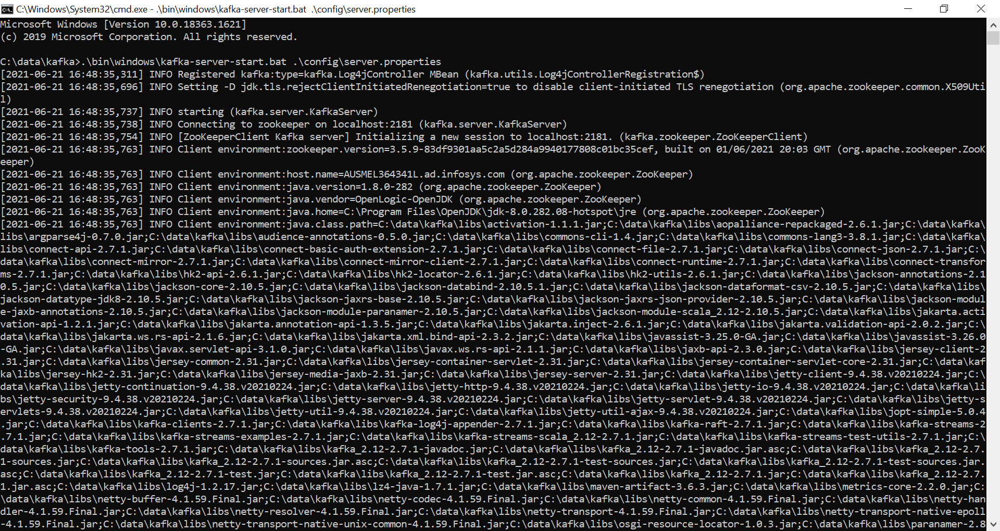 C:\Windows\System32\cmd.exe - .\bin\windows\kafka-server-start.bat  .\config\server.properties
Microsoft Windows [Version 10.0.18363.1621]
(c) 2019 Microsoft Corporation. All rights reserved.
C:\data\kafka>.\bin\windows\kafka-server-start.bat .\config\server.properties
[2021-06-21 16:48:35,311] INFO Registered kafka:type=kafka.Log4jController MBean (kafka.utils.Log4jControllerRegistration$)
[2021-06-21 16:48:35,696] INFO Setting -D jdk.tls.rejectClientInitiatedRenegotiation=true to disable client-initiated TLS renegotiation (org.apache.zookeeper.common.X509Uti
l)
[2021-06-21 16:48:35,737] INFO starting (kafka.server.KafkaServer)
[2021-06-21 16:48:35,738] INFO Connecting to zookeeper on localhost:2181 (kafka.server.KafkaServer)
[2021-06-21 16:48:35,754] INFO [ZooKeeperClient Kafka server] Initializing a new session to localhost:2181. (kafka.zookeeper.ZooKeeperClient)
[2021-06-21 16:48:35,763] INFO Client environment:zookeeper.version=3.5.9-83df9301aa5c2a5d284a9940177808c01bc35cef, built on 01/06/2021 20:03 GMT (org.apache.zookeeper.ZooK
eeper)
[2021-06-21 16:48:35,763] INFO Client environment:host.name=AUSMEL364341L.ad.infosys.com (org.apache.zookeeper.ZooKeeper)
[2021-06-21 16:48:35,763] INFO Client environment:java.version=1.8.0-282 (org.apache.zookeeper.ZooKeeper)
[2021-06-21 16:48:35,763] INFO Client environment:java.vendor=OpenLogic-OpenJDK (org.apache.zookeeper.ZooKeeper)
[2021-06-21 16:48:35,763] INFO Client environment:java.home=C:\Program Files\OpenJDK\jdk-8.0.282.08-hotspot\jre (org.apache.zookeeper.ZooKeeper)
[2021-06-21 16:48:35,763] INFO Client environment:java.class.path=C:\data\kafka\libs\activation-1.1.1.jar;C:\data\kafka\libs\aopalliance-repackaged-2.6.1.jar;C:\data\kafka\
libs\argparse4j-0.7.0.jar;C:\data\kafka\libs\audience-annotations-0.5.0.jar;C:\data\kafka\libs\commons-cli-1.4.jar;C:\data\kafka\libs\commons-lang3-3.8.1.jar;C:\data\kafka\
libs\connect-api-2.7.1.jar;C:\data\kafka\libs\connect-basic-auth-extension-2.7.1.jar;C:\data\kafka\libs\connect-file-2.7.1.jar;C:\data\kafka\libs\connect-json-2.7.1.jar;C:\
data\kafka\libs\connect-mirror-2.7.1.jar;C:\data\kafka\libs\connect-mirror-client-2.7.1.jar;C:\data\kafka\libs\connect-runtime-2.7.1.jar;C:\data\kafka\libs\connect-transfor
ms-2.7.1.jar;C:\data\kafka\libs\hk2-api-2.6.1.jar;C:\data\kafka\libs\hk2-locator-2.6.1.jar;C:\data\kafka\libs\hk2-utils-2.6.1.jar;C:\data\kafka\libs\jackson-annotations-2.1
0.5.jar;C:\data\kafka\libs\jackson-core-2.10.5.jar;C:\data\kafka\libs\jackson-databind-2.10.5.1.jar;C:\data\kafka\libs\jackson-dataformat-csv-2.10.5.jar;C:\data\kafka\libs\
jackson-datatype-jdk8-2.10.5.jar;C:\data\kafka\libs\jackson-jaxrs-base-2.10.5.jar;C:\data\kafka\libs\jackson-jaxrs-json-provider-2.10.5.jar;C:\data\kafka\libs\jackson-modul
e-jaxb-annotations-2.10.5.jar;C:\data\kafka\libs\jackson-module-paranamer-2.10.5.jar;C:\data\kafka\libs\jackson-module-scala_2.12-2.10.5.jar;C:\data\kafka\libs\jakarta.acti
vation-api-1.2.1.jar;C:\data\kafka\libs\jakarta.annotation-api-1.3.5.jar;C:\data\kafka\libs\jakarta.inject-2.6.1.jar;C:\data\kafka\libs\jakarta.validation-api-2.0.2.jar;C:\
data\kafka\libs\jakarta.ws.rs-api-2.1.6.jar;C:\data\kafka\libs\jakarta.xml.bind-api-2.3.2.jar;C:\data\kafka\libs\javassist-3.25.0-GA.jar;C:\data\kafka\libs\javassist-3.26.0
-GA.jar;C:\data\kafka\libs\javax.servlet-api-3.1.0.jar;C:\data\kafka\libs\javax.ws.rs-api-2.1.1.jar;C:\data\kafka\libs\jaxb-api-2.3.0.jar;C:\data\kafka\libs\jersey-client-2
.31.jar;C:\data\kafka\libs\jersey-common-2.31.jar;C:\data\kafka\libs\jersey-container-servlet-2.31.jar;C:\data\kafka\libs\jersey-container-servlet-core-2.31.jar;C:\data\kaf
ka\libs\jersey-hk2-2.31.jar;C:\data\kafka\libs\jersey-media-jaxb-2.31.jar;C:\data\kafka\libs\jersey-server-2.31.jar;C:\data\kafka\libs\jetty-client-9.4.38.v20210224.jar;C:\
data\kafka\libs\jetty-continuation-9.4.38.v20210224.jar;C:\data\kafka\libs\jetty-http-9.4.38.v20210224.jar;C:\data\kafka\libs\jetty-io-9.4.38.v20210224.jar;C:\data\kafka\li
bs\jetty-security-9.4.38.v20210224.jar;C:\data\kafka\libs\jetty-server-9.4.38.v20210224.jar;C:\data\kafka\libs\jetty-servlet-9.4.38.v20210224.jar;C:\data\kafka\libs\jetty-s
ervlets-9.4.38.v20210224.jar;C:\data\kafka\libs\jetty-util-9.4.38.v20210224.jar;C:\data\kafka\libs\jetty-util-ajax-9.4.38.v20210224.jar;C:\data\kafka\libs\jopt-simple-5.0.4
.jar;C:\data\kafka\libs\kafka-clients-2.7.1.jar;C:\data\kafka\libs\kafka-log4j-appender-2.7.1.jar;C:\data\kafka\libs\kafka-raft-2.7.1.jar;C:\data\kafka\libs\kafka-streams-2
.7.1.jar;C:\data\kafka\libs\kafka-streams-examples-2.7.1.jar;C:\data\kafka\libs\kafka-streams-scala_2.12-2.7.1.jar;C:\data\kafka\libs\kafka-streams-test-utils-2.7.1.jar;C:\
data\kafka\libs\kafka-tools-2.7.1.jar;C:\data\kafka\libs\kafka_2.12-2.7.1-javadoc.jar;C:\data\kafka\libs\kafka_2.12-2.7.1-javadoc.jar.asc;C:\data\kafka\libs\kafka_2.12-2.7.
1-sources.jar;C:\data\kafka\libs\kafka_2.12-2.7.1-sources.jar.asc;C:\data\kafka\libs\kafka_2.12-2.7.1-test-sources.jar;C:\data\kafka\libs\kafka_2.12-2.7.1-test-sources.jar.
asc;C:\data\kafka\libs\kafka_2.12-2.7.1-test.jar;C:\data\kafka\libs\kafka_2.12-2.7.1-test.jar.asc;C:\data\kafka\libs\kafka_2.12-2.7.1.jar;C:\data\kafka\libs\kafka_2.12-2.7.
1.jar.asc;C:\data\kafka\libs\log4j-1.2.17.jar;C:\data\kafka\libs\lz4-java-1.7.1.jar;C:\data\kafka\libs\maven-artifact-3.6.3.jar;C:\data\kafka\libs\metrics-core-2.2.0.jar;C:
\data\kafka\libs\netty-buffer-4.1.59.Final.jar;C:\data\kafka\libs\netty-codec-4.1.59.Final.jar;C:\data\kafka\libs\netty-common-4.1.59.Final.jar;C:\data\kafka\libs\netty-han
dler-4.1.59.Final.jar;C:\data\kafka\libs\netty-resolver-4.1.59.Final.jar;C:\data\kafka\libs\netty-transport-4.1.59.Final.jar;C:\data\kafka\libs\netty-transport-native-epoll
-4.1.59.Final.jar;C:\data\kafka\libs\netty-transport-native-unix-common-4.1.59.Final.jar;C:\data\kafka\libs\osgi-resource-locator-1.0.3.jar;C:\data\kafka\libs\paranamer-2.8